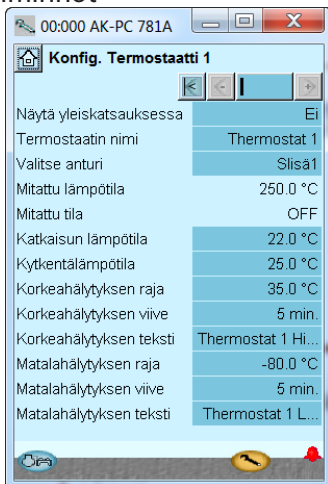 00:000 AK-PC 781A
Konfig. Termostaatti 1
Näytä yleiskatsauksessa Ei
Termostaatin nimi Thermostat 1
Valitse anturi Slisä1
Mitattu lämpötila 250.0 °C
Mitattu tila OFF
Katkaisun lämpötila 22.0 °C
Kytkentälämpötila 25.0 °C
Korkeahälytyksen raja 35.0 °C
Korkeahälytyksen viive 5 min.
Korkeahälytyksen teksti Thermostat 1 Hi...
Matalahälytyksen raja -80.0 °C
Matalahälytyksen viive 5 min.
Matalahälytyksen teksti Thermostat 1 L...